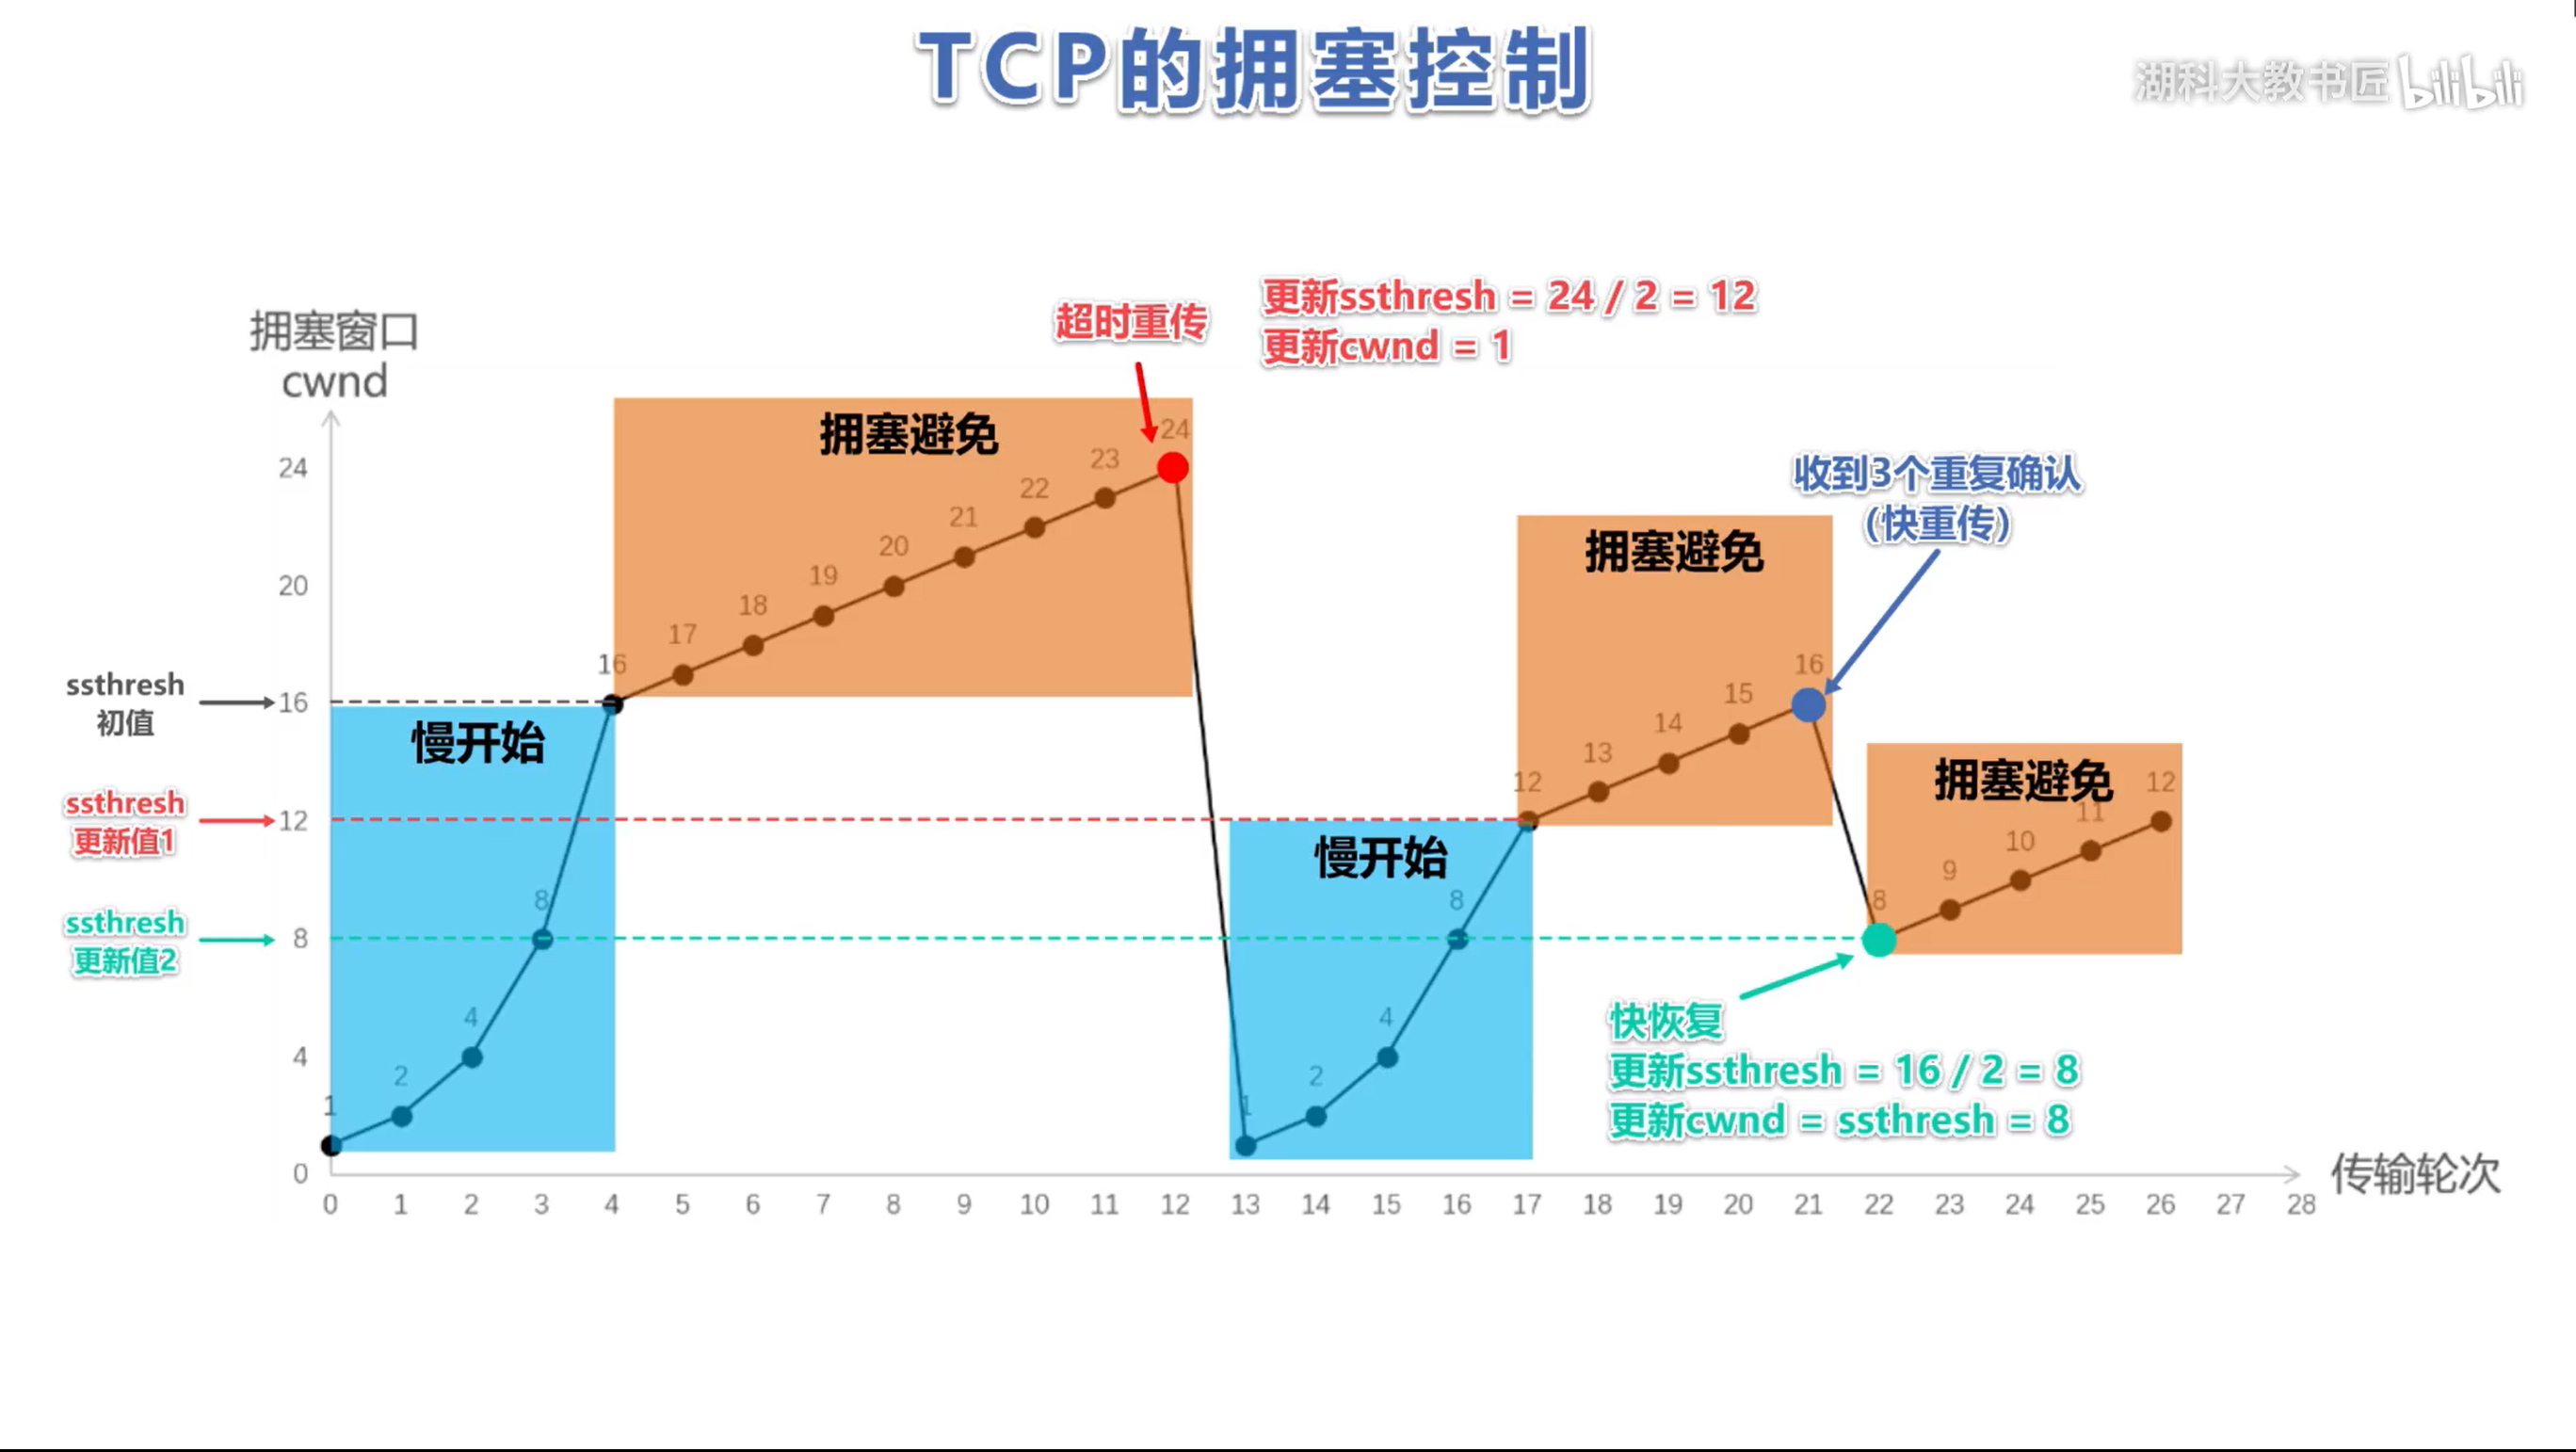 TCP的拥塞控制
湖科大教书匠 bilibili
更新ssthresh = 24 / 2 = 12
更新cwnd = 1
超时重传
拥塞窗口
cwnd
拥塞避免
24
23
22
21
20
19
18
17
16
收到3个重复确认
(快重传)
拥塞避免
16
15
14
13
12
拥塞避免
12
11
10
9
8
24
20
16
12
8
4
0
ssthresh
初值
ssthresh
更新值1
ssthresh
更新值2
慢开始
8
4
2
1
慢开始
8
4
2
1
快恢复
更新ssthresh = 16 / 2 = 8
更新cwnd = ssthresh = 8
传输轮次
0 1 2 3 4 5 6 7 8 9 10 11 12 13 14 15 16 17 18 19 20 21 22 23 24 25 26 27 28